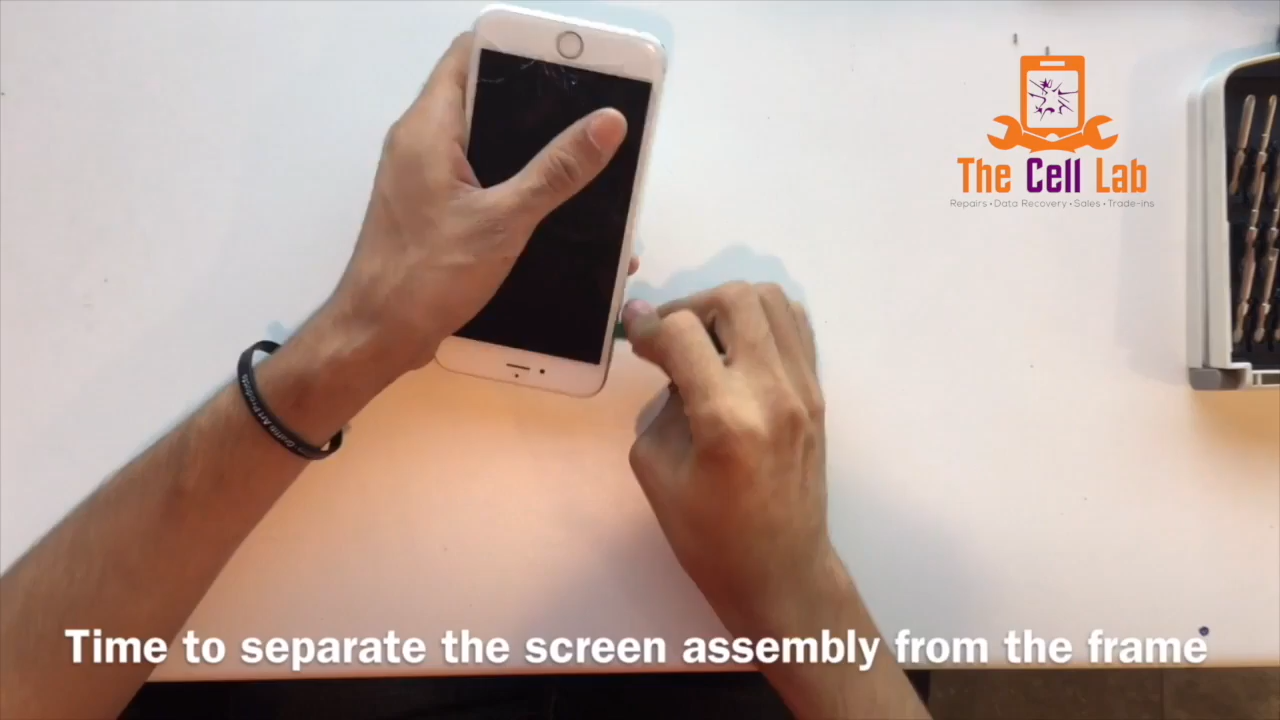 The Cell Lab
Repairs • Data Recovery • Sales • Trade-ins
Time to separate the screen assembly from the frame